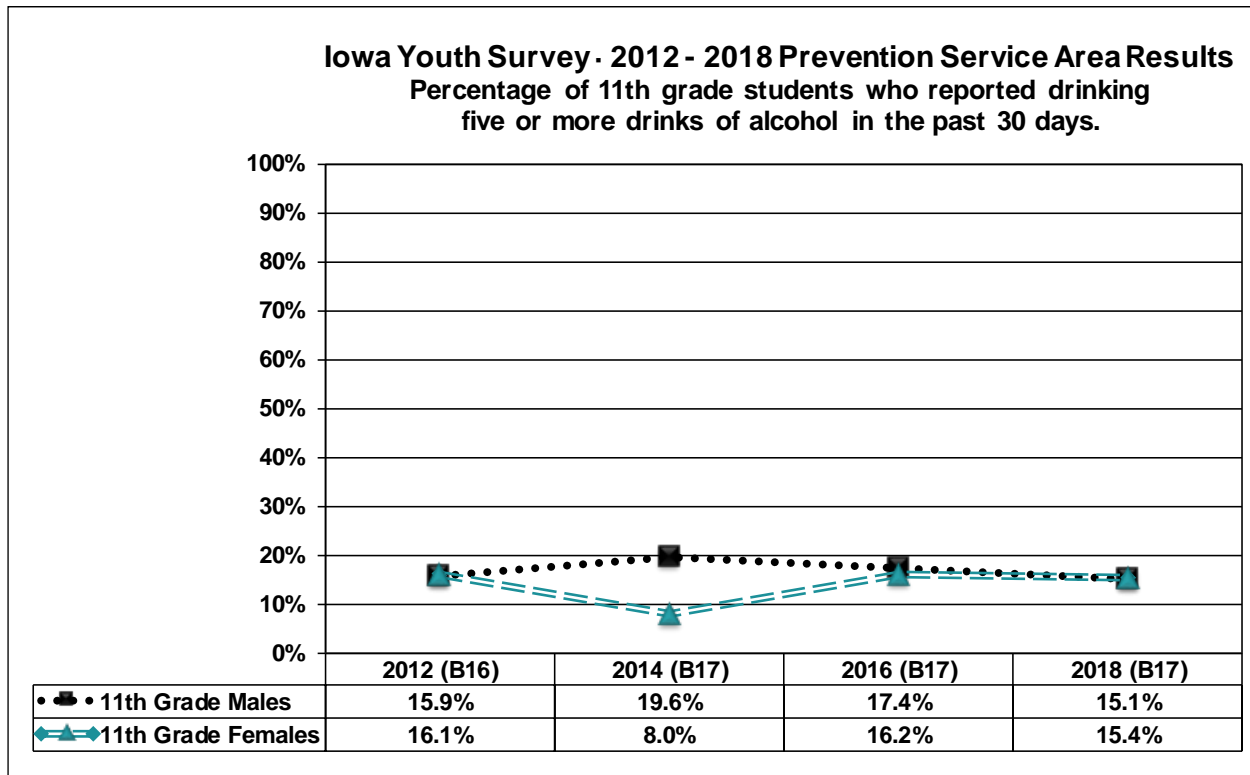 Iowa Youth Survey · 2012 - 2018 Prevention Service Area Results
Percentage of 11th grade students who reported drinking
five or more drinks of alcohol in the past 30 days.
100%
90%
80%
70%
60%
50%
40%
30%
20%
10%
0%
2012 (B16) 2014 (B17) 2016 (B17) 2018 (B17)
11th Grade Males 15.9% 19.6% 17.4% 15.1%
11th Grade Females 16.1% 8.0% 16.2% 15.4%